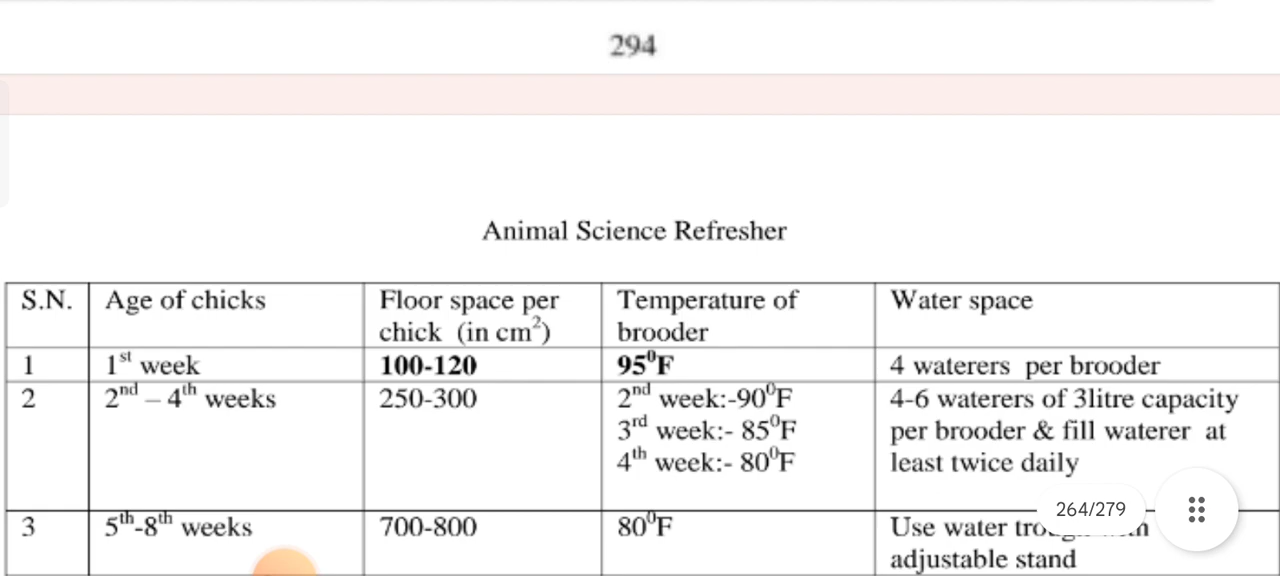 294
Animal Science Refresher
S.N. Age of chicks Floor space per chick (in cm²) Temperature of brooder Water space
1 1st week 100-120 95⁰F 4 waterers per brooder
2 2nd – 4th weeks 250-300 2nd week:-90⁰F 4-6 waterers of 3litre capacity
3rd week:- 85⁰F per brooder & fill waterer at
4th week:- 80⁰F least twice daily
3 5th-8th weeks 700-800 80⁰F Use water
adjustable stand
264/279